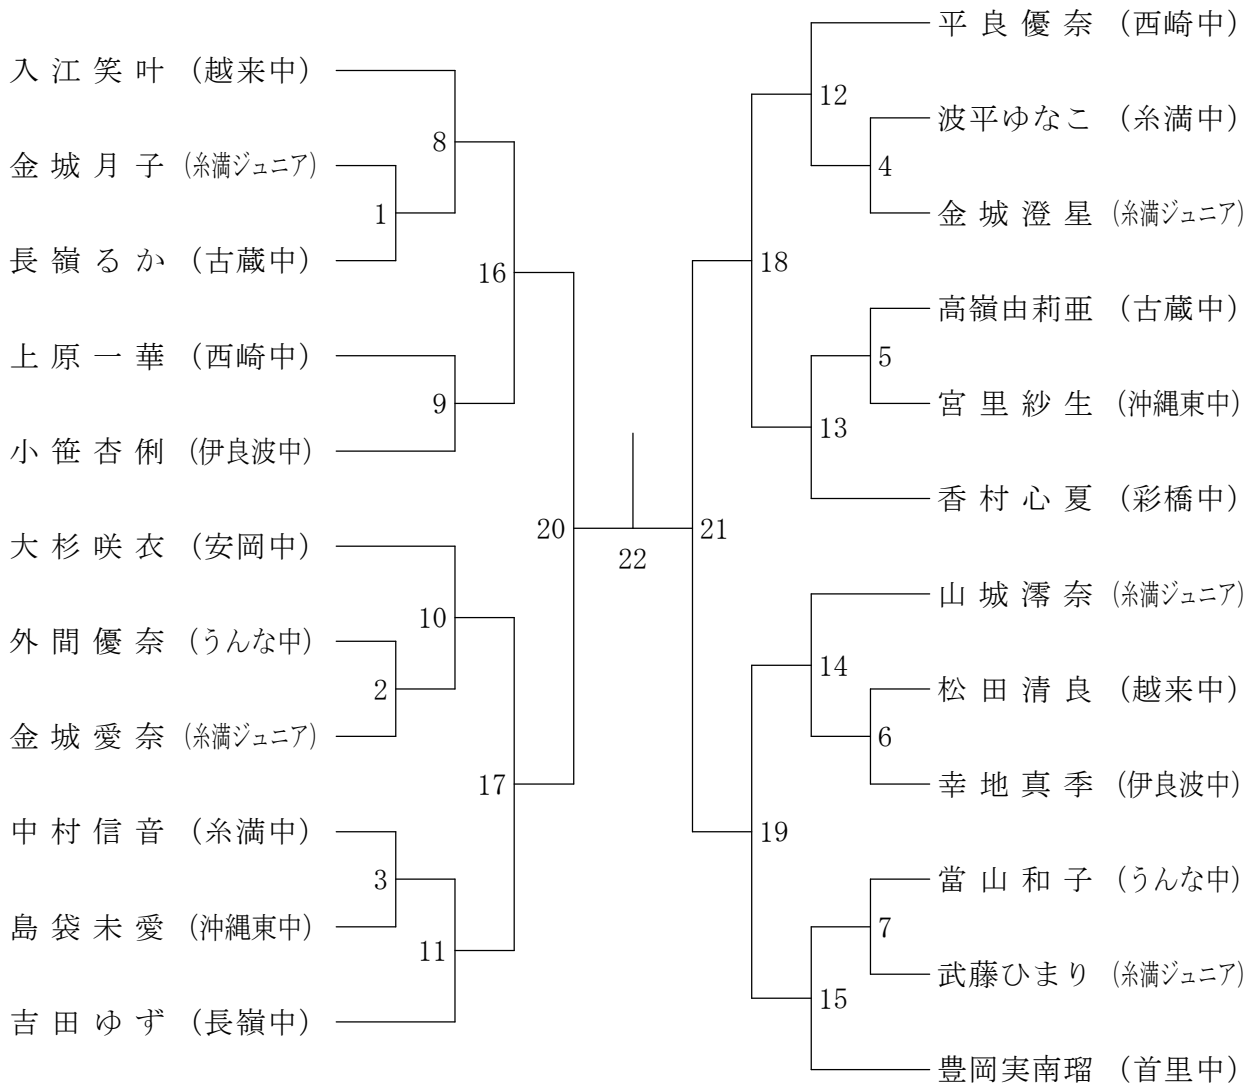 入江笑叶 (越来中)
金城月子 (糸満ジュニア)
長嶺るか (古蔵中)
上原一華 (西崎中)
小笹杏俐 (伊良波中)
大杉咲衣 (安岡中)
外間優奈 (うんな中)
金城愛奈 (糸満ジュニア)
中村信音 (糸満中)
島袋未愛 (沖縄東中)
吉田ゆず (長嶺中)
1
2
3
8
9
10
11
16
17
20
22
21
18
19
12
13
14
15
4
5
6
7
平良優奈 (西崎中)
波平ゆなこ (糸満中)
金城澄星 (糸満ジュニア)
高嶺由莉亜 (古蔵中)
宮里紗生 (沖縄東中)
香村心夏 (彩橋中)
山城澪奈 (糸満ジュニア)
松田清良 (越来中)
幸地真季 (伊良波中)
當山和子 (うんな中)
武藤ひまり (糸満ジュニア)
豊岡実南瑠 (首里中)